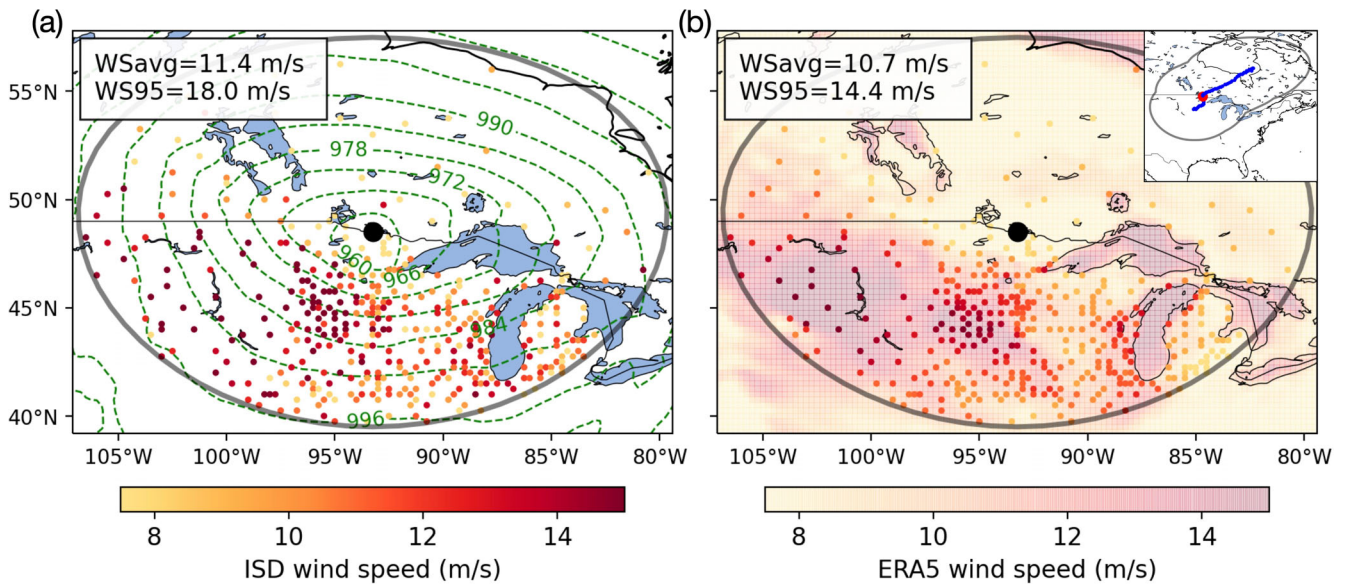 (a)
WSavg=11.4 m/s
WS95=18.0 m/s
990
978
972
960
966
984
996
55°N
50°N
45°N
40°N
105°W 100°W 95°W 90°W 85°W 80°W
8 10 12 14
ISD wind speed (m/s)
(b)
WSavg=10.7 m/s
WS95=14.4 m/s
105°W 100°W 95°W 90°W 85°W 80°W
8 10 12 14
ERA5 wind speed (m/s)